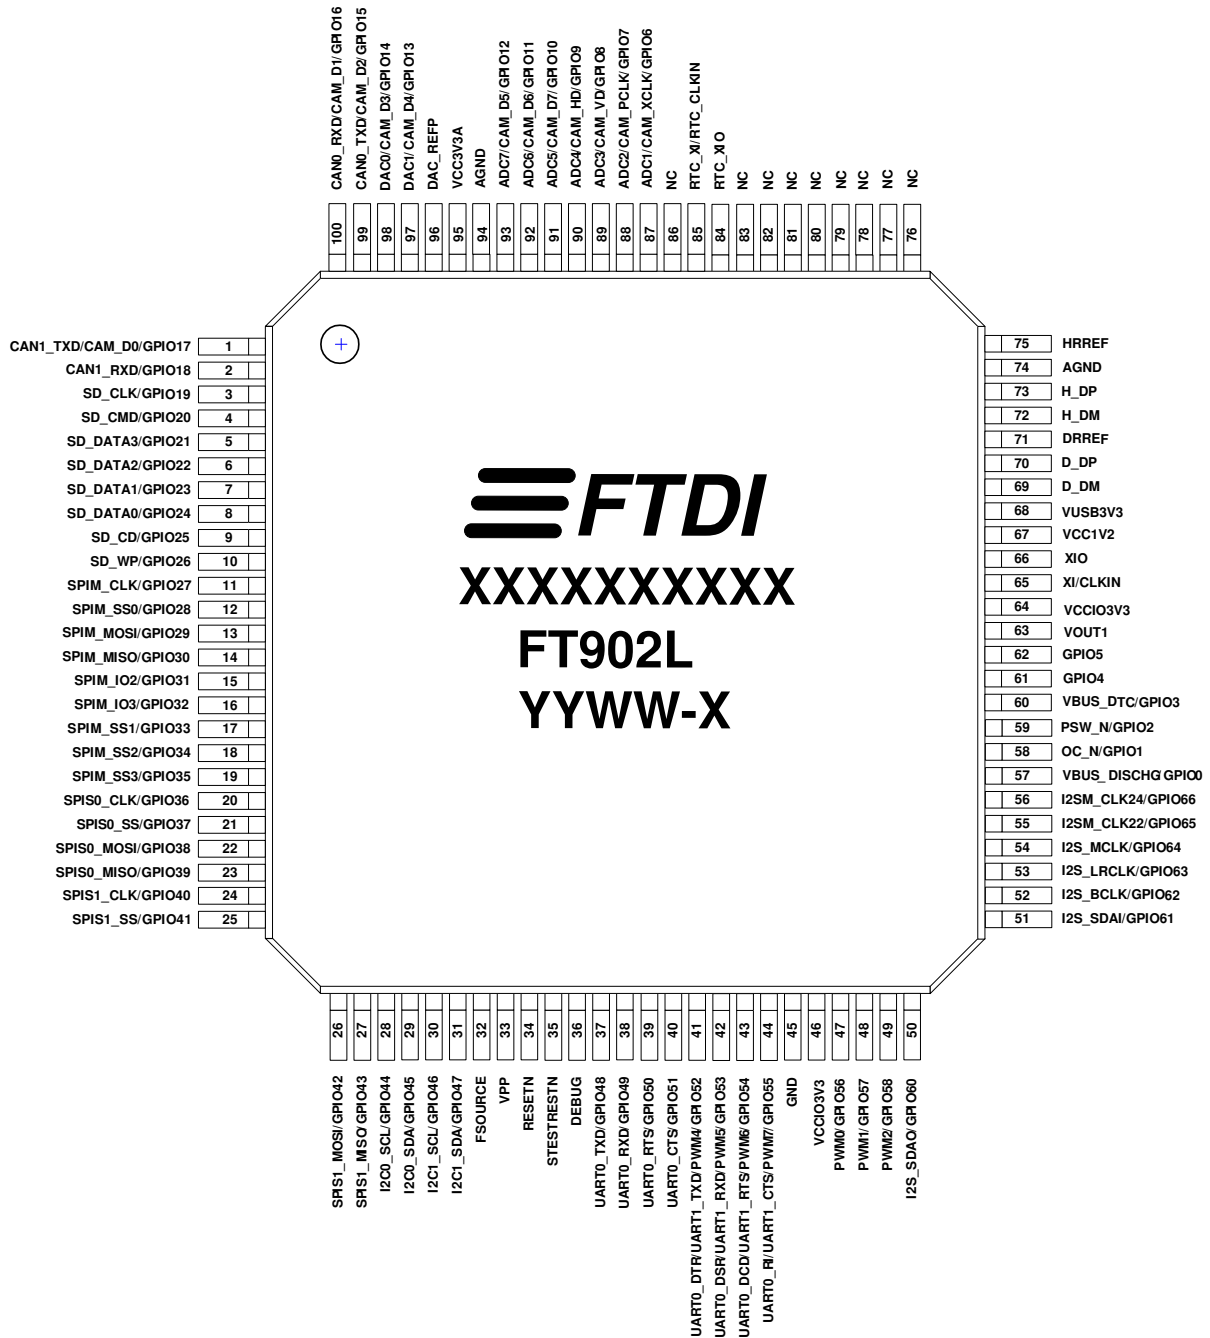 CAN0_RXD/CAM_D1/GPIO16
CAN0_TXD/CAM_D2/GPIO15
DAC0/CAM_D3/GPIO14
DAC1/CAM_D4/GPIO13
DAC_REFP
VCC3V3A
AGND
ADC7/CAM_D5/GPIO12
ADC6/CAM_D6/GPIO11
ADC5/CAM_D7/GPIO10
ADC4/CAM_HD/GPIO9
ADC3/CAM_VD/GPIO8
ADC2/CAM_PCLK/GPIO7
ADC1/CAM_XCLK/GPIO6
NC
RTC_XI/RTC_CLKIN
RTC_XIO
NC
NC
NC
NC
NC
NC
NC
NC
100
99
98
97
96
95
94
93
92
91
90
89
88
87
86
85
84
83
82
81
80
79
78
77
76
CAN1_TXD/CAM_D0/GPIO17 1
CAN1_RXD/GPIO18 2
SD_CLK/GPIO19 3
SD_CMD/GPIO20 4
SD_DATA3/GPIO21 5
SD_DATA2/GPIO22 6
SD_DATA1/GPIO23 7
SD_DATA0/GPIO24 8
SD_CD/GPIO25 9
SD_WP/GPIO26 10
SPIM_CLK/GPIO27 11
SPIM_SS0/GPIO28 12
SPIM_MOSI/GPIO29 13
SPIM_MISO/GPIO30 14
SPIM_IO2/GPIO31 15
SPIM_IO3/GPIO32 16
SPIM_SS1/GPIO33 17
SPIM_SS2/GPIO34 18
SPIM_SS3/GPIO35 19
SPIS0_CLK/GPIO36 20
SPIS0_SS/GPIO37 21
SPIS0_MOSI/GPIO38 22
SPIS0_MISO/GPIO39 23
SPIS1_CLK/GPIO40 24
SPIS1_SS/GPIO41 25
FTDI
XXXXXXXXXX
FT902L
YYWW-X
75 HRREF
74 AGND
73 H_DP
72 H_DM
71 DRREF
70 D_DP
69 D_DM
68 VUSB3V3
67 VCC1V2
66 XIO
65 XI/CLKIN
64 VCCIO3V3
63 VOUT1
62 GPIO5
61 GPIO4
60 VBUS_DTC/GPIO3
59 PSW_N/GPIO2
58 OC_N/GPIO1
57 VBUS_DISCHG/GPIO0
56 I2SM_CLK24/GPIO66
55 I2SM_CLK22/GPIO65
54 I2S_MCLK/GPIO64
53 I2S_LRCLK/GPIO63
52 I2S_BCLK/GPIO62
51 I2S_SDAI/GPIO61
26
27
28
29
30
31
32
33
34
35
36
37
38
39
40
41
42
43
44
45
46
47
48
49
50
SPIS1_MOSI/GPIO42
SPIS1_MISO/GPIO43
I2C0_SCL/GPIO44
I2C0_SDA/GPIO45
I2C1_SCL/GPIO46
I2C1_SDA/GPIO47
FSOURCE
VPP
RESETN
STESTRESTN
DEBUG
UART0_TXD/GPIO48
UART0_RXD/GPIO49
UART0_RTS/GPIO50
UART0_CTS/GPIO51
UART0_DTR/UART1_TXD/PWM4/GPIO52
UART0_DSR/UART1_RXD/PWM5/GPIO53
UART0_DCD/UART1_RTS/PWM6/GPIO54
UART0_RI/UART1_CTS/PWM7/GPIO55
GND
VCCIO3V3
PWM0/GPIO56
PWM1/GPIO57
PWM2/GPIO58
I2S_SDAO/GPIO60